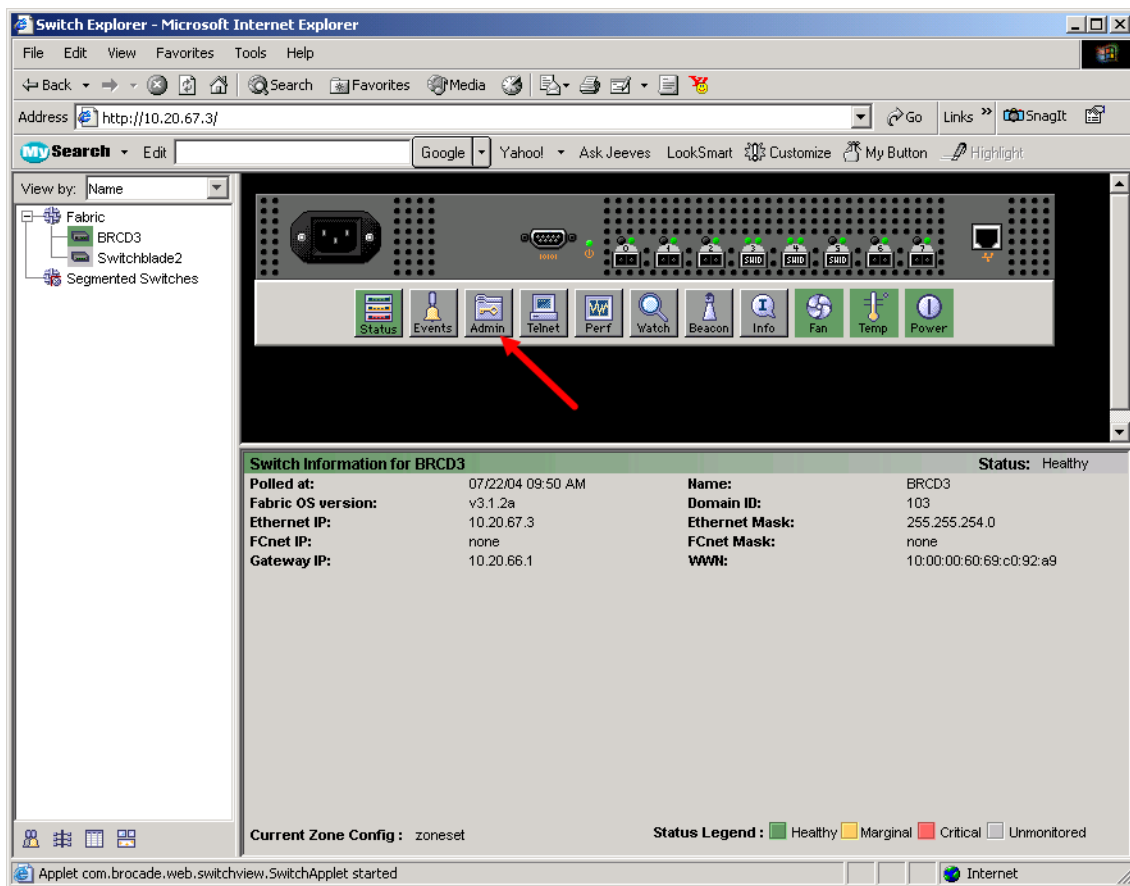 Switch Explorer - Microsoft Internet Explorer
File Edit View Favorites Tools Help
Back Search Favorites Media
Address http://10.20.67.3/ Go Links » SnagIt
My Search Edit Google Yahoo! Ask Jeeves LookSmart Customize My Button Highlight
View by: Name
Fabric
BRCD3
Switchblade2
Segmented Switches
10101
0 1 2 3 4 5 6 7
SWID SWID SWID
Status Events Admin Telnet Perf Watch Beacon Info Fan Temp Power
Switch Information for BRCD3 Status: Healthy
Polled at: 07/22/04 09:50 AM Name: BRCD3
Fabric OS version: v3.1.2a Domain ID: 103
Ethernet IP: 10.20.67.3 Ethernet Mask: 255.255.254.0
FCnet IP: none FCnet Mask: none
Gateway IP: 10.20.66.1 WWN: 10:00:00:60:69:c0:92:a9
Current Zone Config : zoneset Status Legend : Healthy Marginal Critical Unmonitored
Applet com.brocade.web.switchview.SwitchApplet started Internet